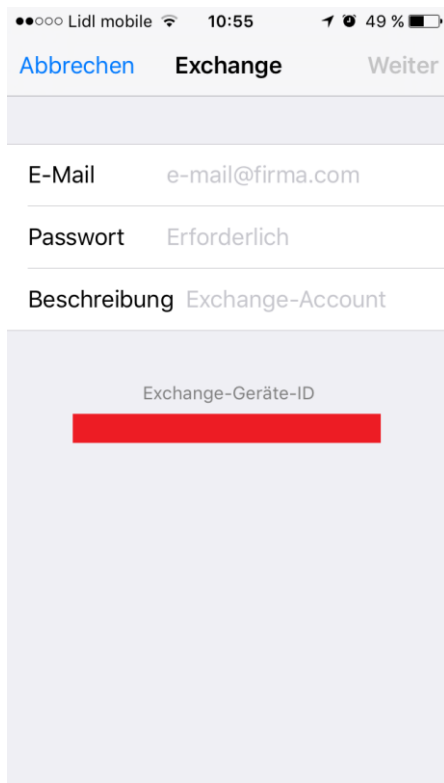 Lidl mobile 10:55 49 %
Abbrechen Exchange Weiter
E-Mail e-mail@firma.com
Passwort Erforderlich
Beschreibung Exchange-Account
Exchange-Geräte-ID